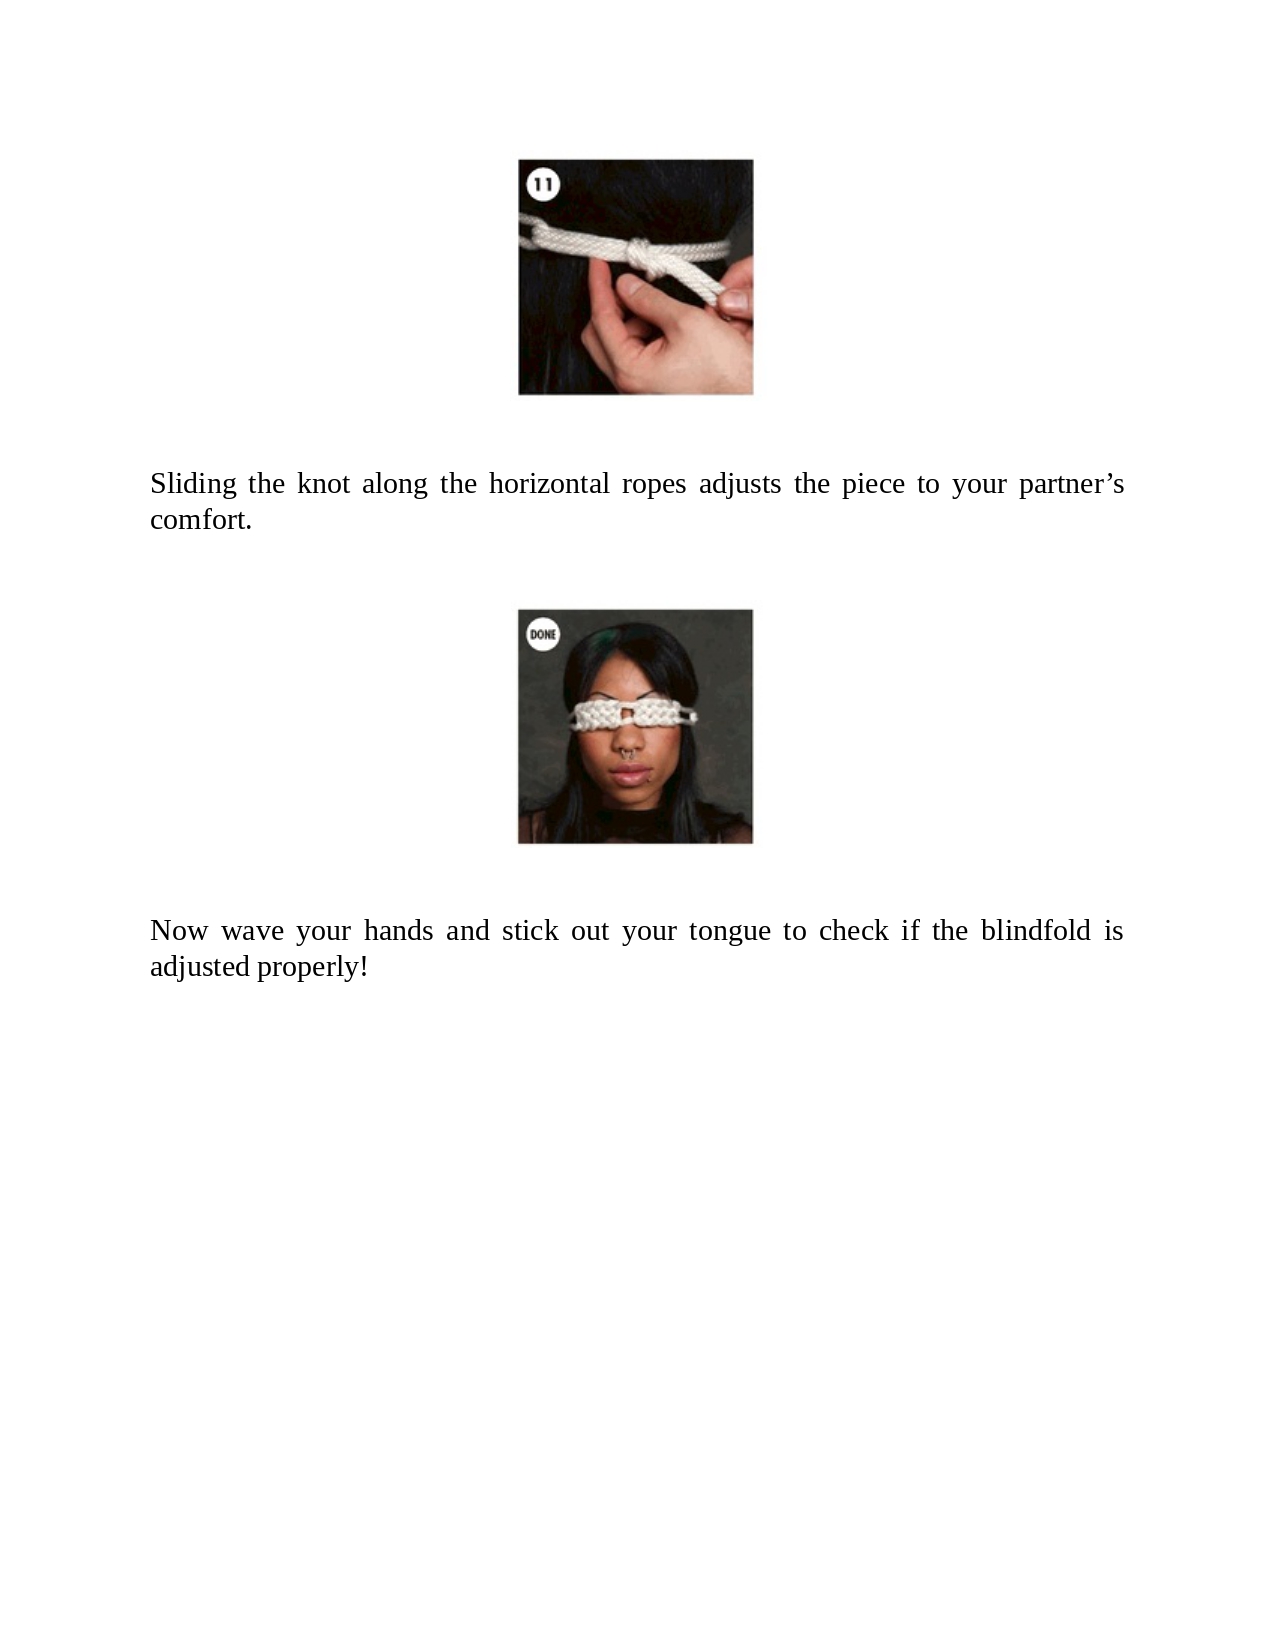 11
Sliding the knot along the horizontal ropes adjusts the piece to your partner’s
comfort.
DONE
Now wave your hands and stick out your tongue to check if the blindfold is
adjusted properly!